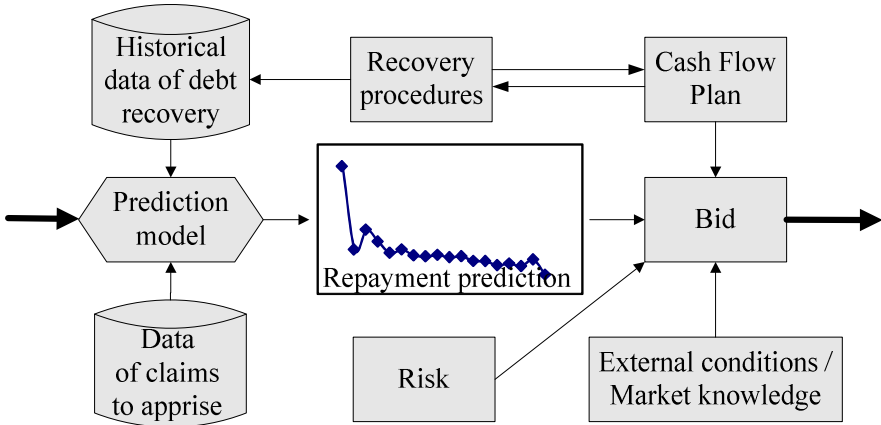 Historical
data of debt
recovery
Recovery
procedures
Cash Flow
Plan
Prediction
model
Repayment prediction
Bid
Data
of claims
to apprise
Risk
External conditions /
Market knowledge